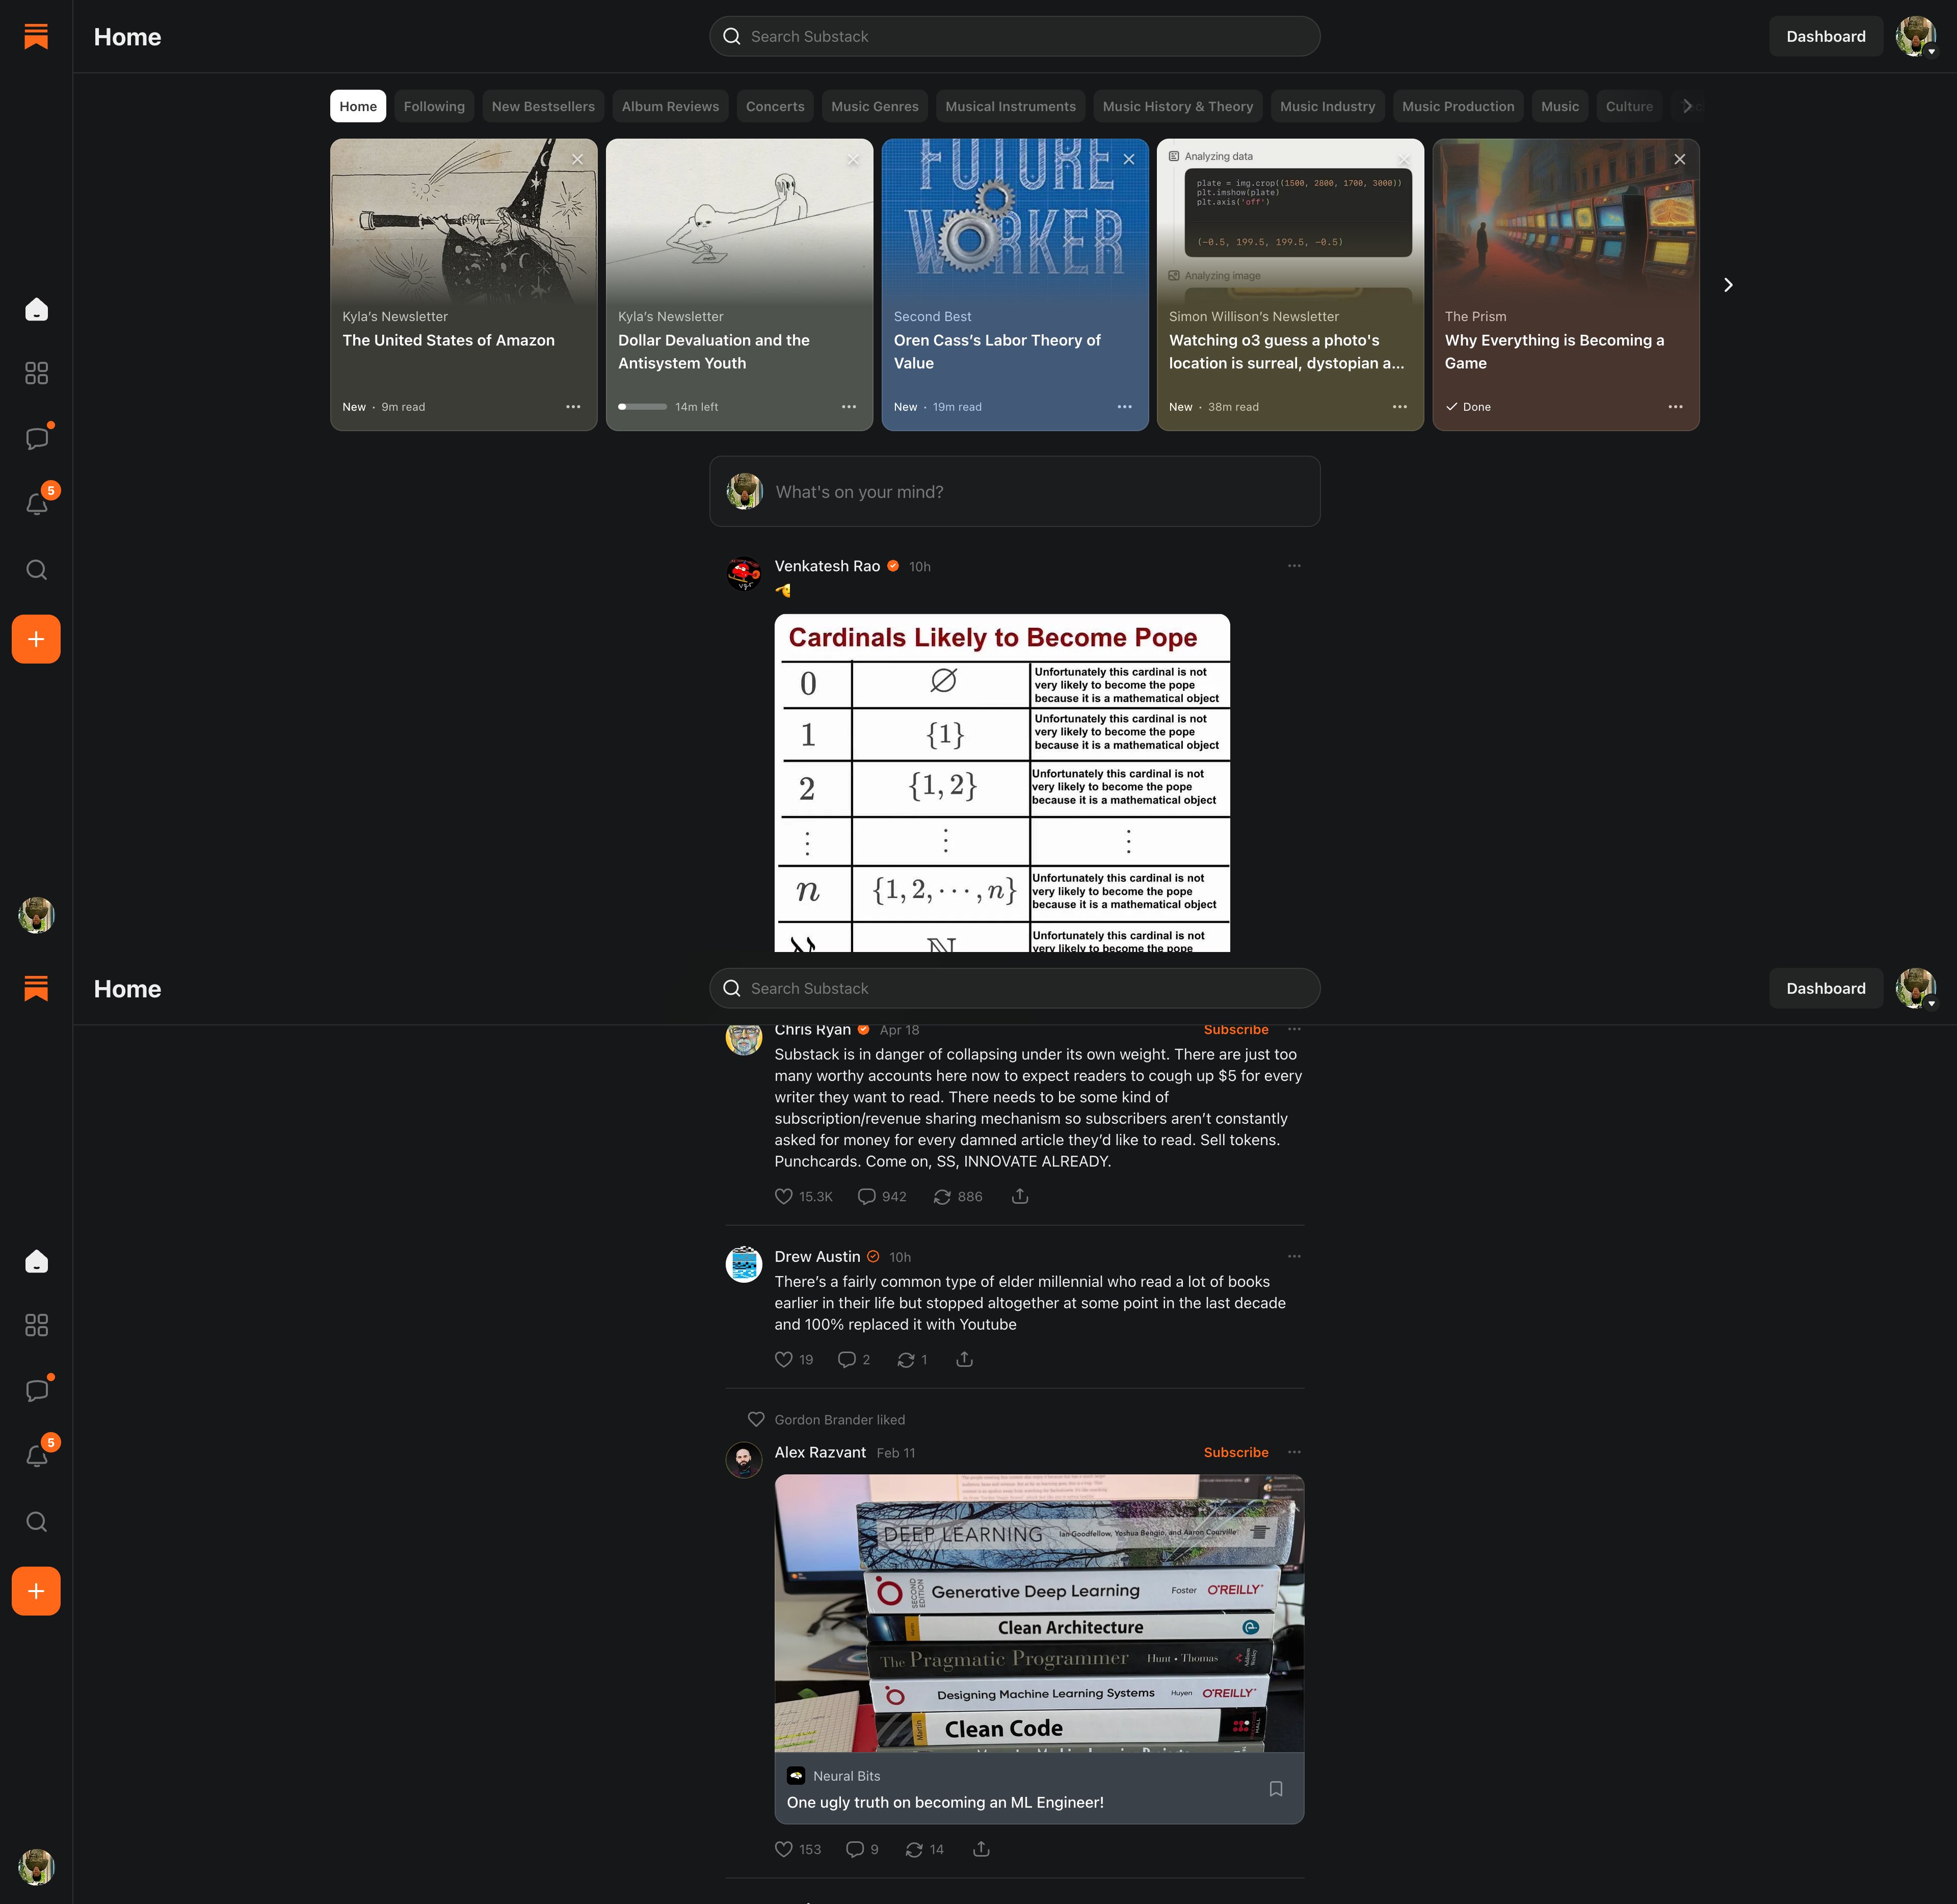 Home
Search Substack
Dashboard
Home
Following
New Bestsellers
Album Reviews
Concerts
Music Genres
Musical Instruments
Music History & Theory
Music Industry
Music Production
Music
Culture
Kyla’s Newsletter
The United States of Amazon
New · 9m read
Kyla’s Newsletter
Dollar Devaluation and the
Antisystem Youth
14m left
FUTURE
WORKER
Second Best
Oren Cass’s Labor Theory of
Value
New · 19m read
Analyzing data
plate = img.crop((1500, 2800, 1700, 3000))
plt.imshow(plate)
plt.axis('off')
(-0.5, 199.5, 199.5, -0.5)
Analyzing image
Simon Willison’s Newsletter
Watching o3 guess a photo's
location is surreal, dystopian a...
New · 38m read
The Prism
Why Everything is Becoming a
Game
Done
5
What's on your mind?
Venkatesh Rao 10h
🫡
Cardinals Likely to Become Pope
0 ∅ Unfortunately this cardinal is not
very likely to become the pope
because it is a mathematical object
1 {1} Unfortunately this cardinal is not
very likely to become the pope
because it is a mathematical object
2 {1, 2} Unfortunately this cardinal is not
very likely to become the pope
because it is a mathematical object
⋮ ⋮ ⋮
n {1, 2, ⋯, n} Unfortunately this cardinal is not
very likely to become the pope
because it is a mathematical object
ℵ ℕ Unfortunately this cardinal is not
very likely to become the pope
Home
Search Substack
Dashboard
Chris Ryan Apr 18
Subscribe
Substack is in danger of collapsing under its own weight. There are just too
many worthy accounts here now to expect readers to cough up $5 for every
writer they want to read. There needs to be some kind of
subscription/revenue sharing mechanism so subscribers aren’t constantly
asked for money for every damned article they’d like to read. Sell tokens.
Punchcards. Come on, SS, INNOVATE ALREADY.
15.3K 942 886
Drew Austin 10h
There’s a fairly common type of elder millennial who read a lot of books
earlier in their life but stopped altogether at some point in the last decade
and 100% replaced it with Youtube
19 2 1
5
Gordon Brander liked
Alex Razvant Feb 11
Subscribe
DEEP LEARNING Ian Goodfellow, Yoshua Bengio, and Aaron Courville
SECOND
EDITION
Generative Deep Learning Foster O'REILLY®
Clean Architecture
The Pragmatic Programmer Hunt • Thomas Addison Wesley
Designing Machine Learning Systems Huyen O'REILLY®
Martin Clean Code
Neural Bits
One ugly truth on becoming an ML Engineer!
153 9 14